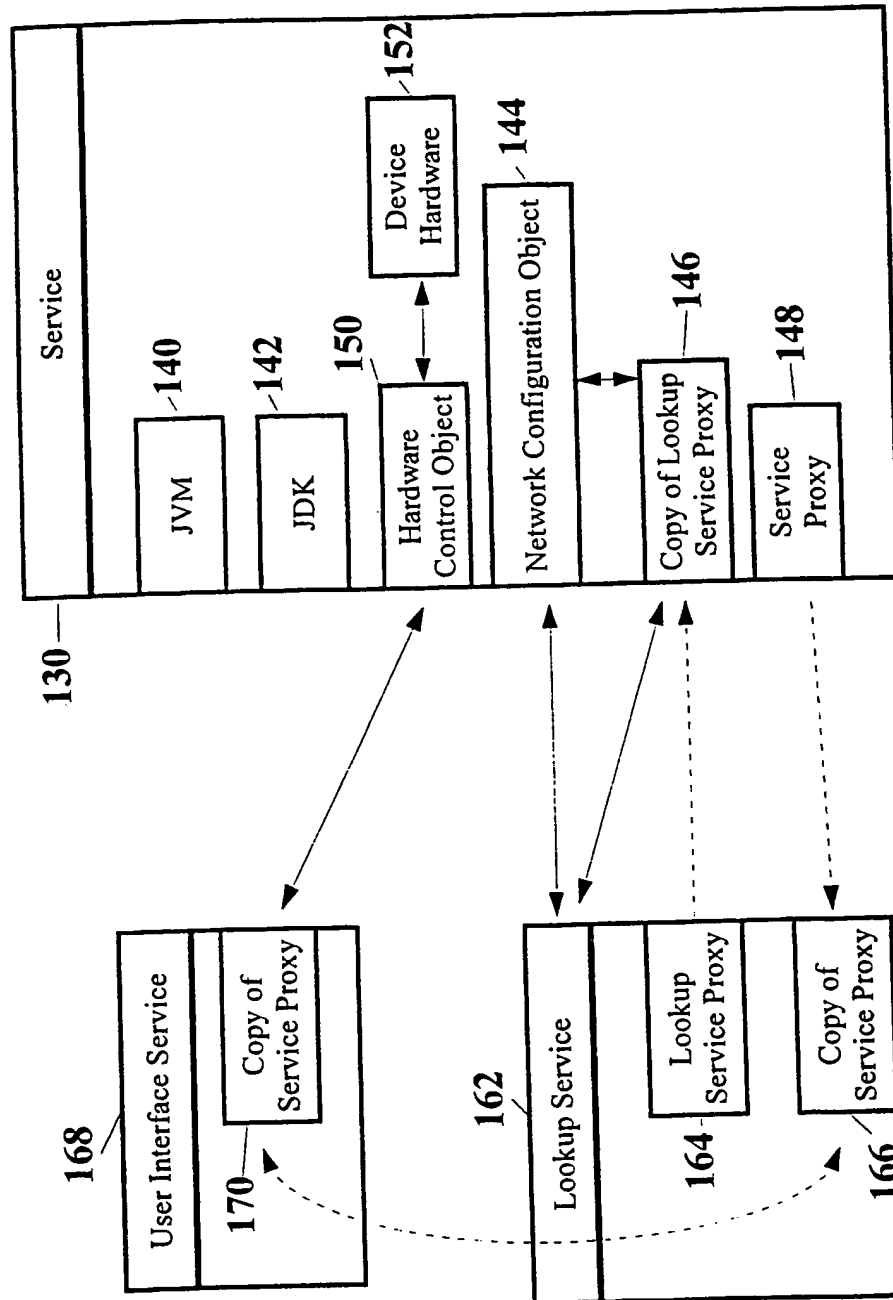 168
User Interface Service
Copy of
Service Proxy
170
162
Lookup Service
Lookup
Service Proxy
164
Copy of
Service Proxy
166
130
Service
JVM
140
JDK
142
150
Hardware
Control Object
Device
Hardware
152
Network Configuration Object
144
Copy of Lookup
Service Proxy
146
Service
Proxy
148